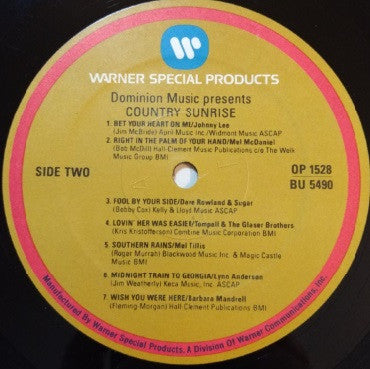 WARNER SPECIAL PRODUCTS
Dominion Music presents
COUNTRY SUNRISE
1. BET YOUR HEART ON ME/Johnny Lee
(Jim McBride) April Music Inc/Widmont Music ASCAP
2. RIGHT IN THE PALM OF YOUR HAND/Mel McDaniel
(Bob McDill) Hall-Clement Music Publications c/o The Welk
Music Group/BMI
SIDE TWO
OP 1528
BU 5490
3. FOOL BY YOUR SIDE/Dave Rowland & Sugar
(Bobby Cox) Kelly & Lloyd Music ASCAP
4. LOVIN' HER WAS EASIER/Tompall & The Glaser Brothers
(Kris Kristofferson) Combine Music Corporation BMI
5. SOUTHERN RAINS/Mel Tillis
(Roger Murrah) Blackwood Music Inc. & Magic Castle
Music BMI
6. MIDNIGHT TRAIN TO GEORGIA/Lynn Anderson
(Jim Weatherly) Keca Music, Inc. ASCAP
7. WISH YOU WERE HERE/Barbara Mandrell
(Fleming Morgan) Hall-Clement Publications BMI
Manufactured By Warner Special Products, A Division Of Warner Communications, Inc.